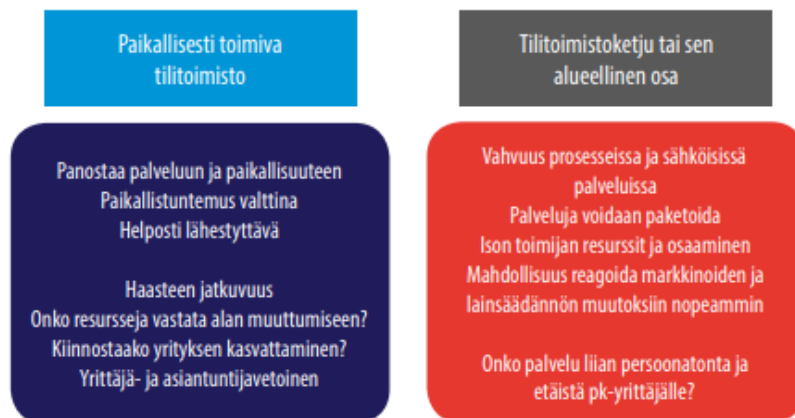 Paikallisesti toimiva
tilitoimisto
Panostaa palveluun ja paikallisuuteen
Paikallistuntemus valttina
Helposti lähestyttävä
Haasteen jatkuvuus
Onko resursseja vastata alan muuttumiseen?
Kiinnostaako yrityksen kasvattaminen?
Yrittäjä- ja asiantuntijavetoinen
Tilitoimistoketju tai sen
alueellinen osa
Vahvuus prosesseissa ja sähköisissä
palveluissa
Palveluja voidaan paketoida
Ison toimijan resurssit ja osaaminen
Mahdollisuus reagoida markkinoiden ja
lainsäädännön muutoksiin nopeammin
Onko palvelu liian persoonatonta ja
etäistä pk-yrittäjälle?